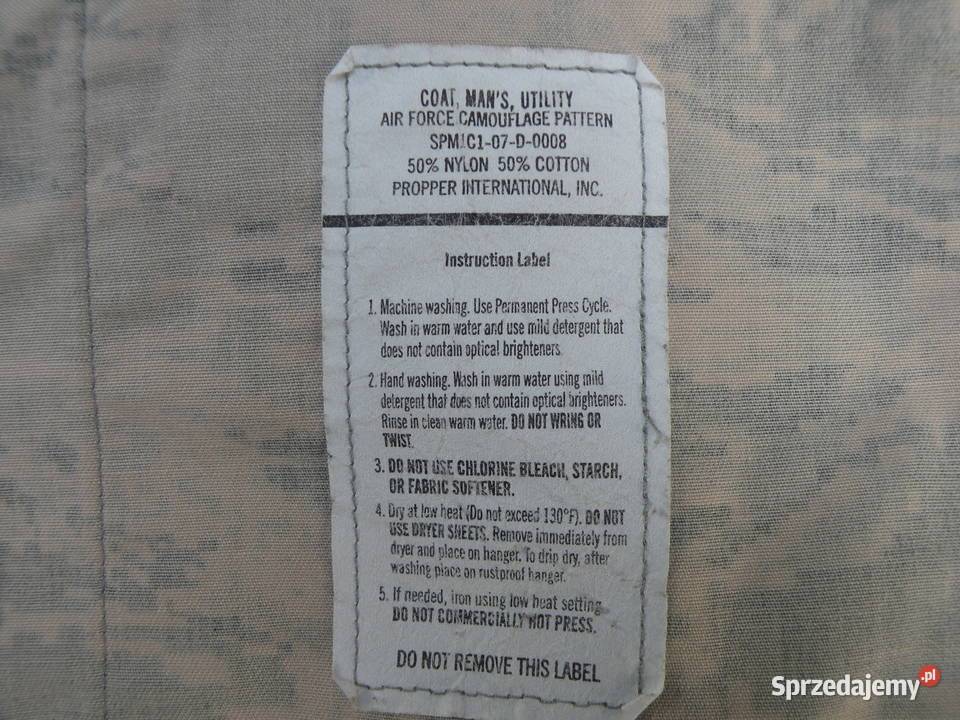 COAT, MAN'S, UTILITY
AIR FORCE CAMOUFLAGE PATTERN
SPM1C1-07-D-0008
50% NYLON 50% COTTON
PROPPER INTERNATIONAL, INC.
Instruction Label
1. Machine washing. Use Permanent Press Cycle.
Wash in warm water and use mild detergent that
does not contain optical brighteners.
2. Hand washing. Wash in warm water using mild
detergent that does not contain optical brighteners.
Rinse in clean warm water. DO NOT WRING OR
TWIST.
3. DO NOT USE CHLORINE BLEACH, STARCH,
OR FABRIC SOFTENER.
4. Dry at low heat (Do not exceed 130°F). DO NOT
USE DRYER SHEETS. Remove immediately from
dryer and place on hanger. To drip dry, after
washing place on rustproof hanger.
5. If needed, iron using low heat setting.
DO NOT COMMERCIALLY HOT PRESS.
DO NOT REMOVE THIS LABEL
Sprzedajemy.pl